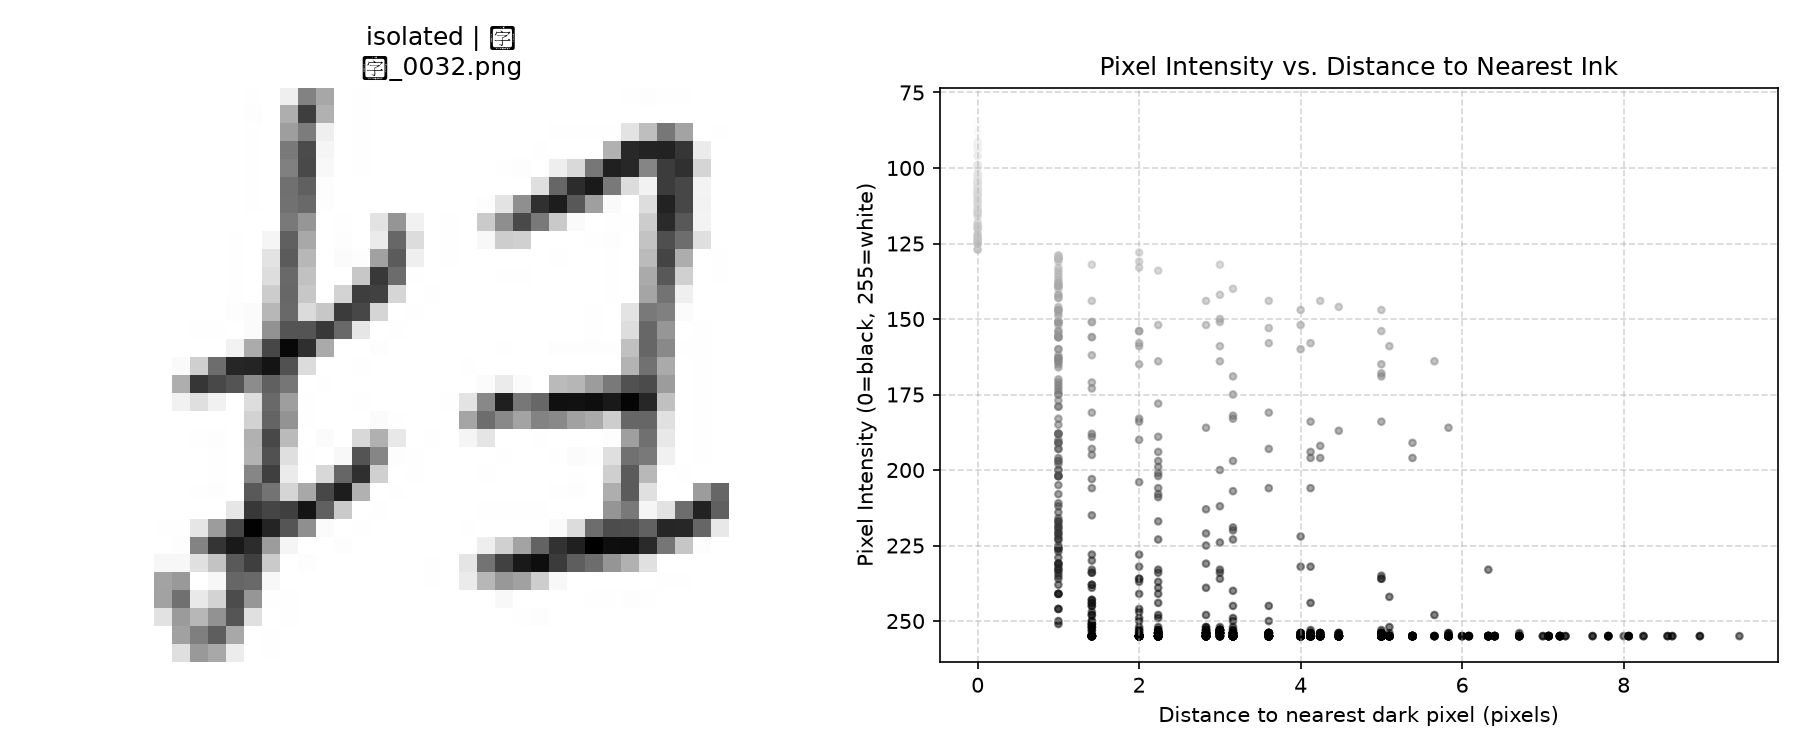 isolated |
_0032.png
扫
Pixel Intensity vs. Distance to Nearest Ink
Pixel Intensity (0=black, 255=white)
75
100
125
150
175
200
225
250
0 2 4 6 8
Distance to nearest dark pixel (pixels)